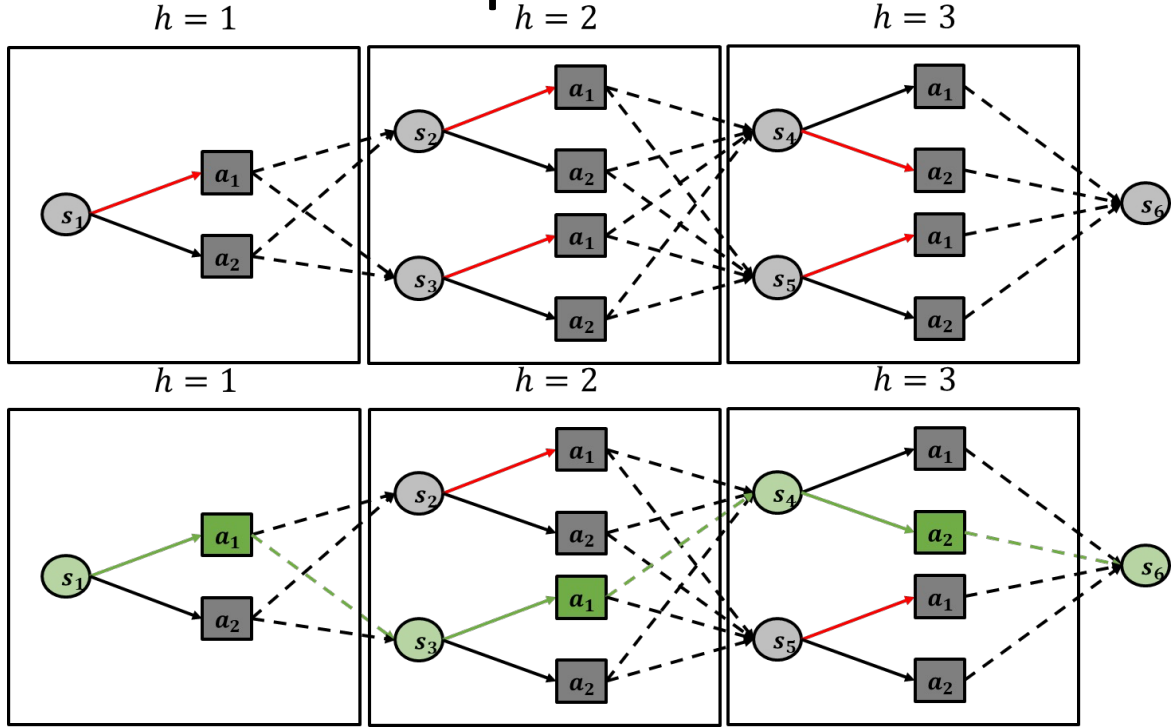 h = 1 h = 2 h = 3
a₁ a₁
s₂ s₄
a₁ a₂ a₂
s₁ s₆
a₂ a₁ a₁
s₃ s₅
a₂ a₂
h = 1 h = 2 h = 3
a₁ a₁
s₂ s₄
a₁ a₂ a₂
s₁ s₆
a₂ a₁ a₁
s₃ s₅
a₂ a₂